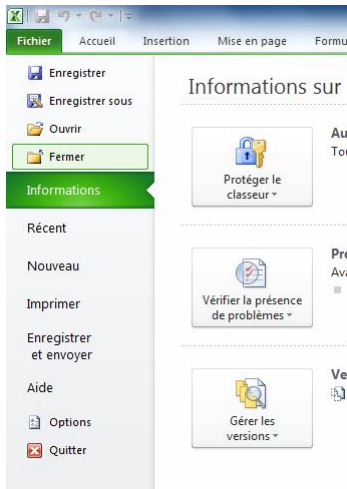 Fichier Accueil Insertion Mise en page Formu
Enregistrer
Enregistrer sous
Ouvrir
Fermer
Informations
Récent
Nouveau
Imprimer
Enregistrer
et envoyer
Aide
Options
Quitter
Informations sur
Protéger le
classeur
Au
Tou
Vérifier la présence
de problèmes
Pré
Ava
Gérer les
versions
Ve